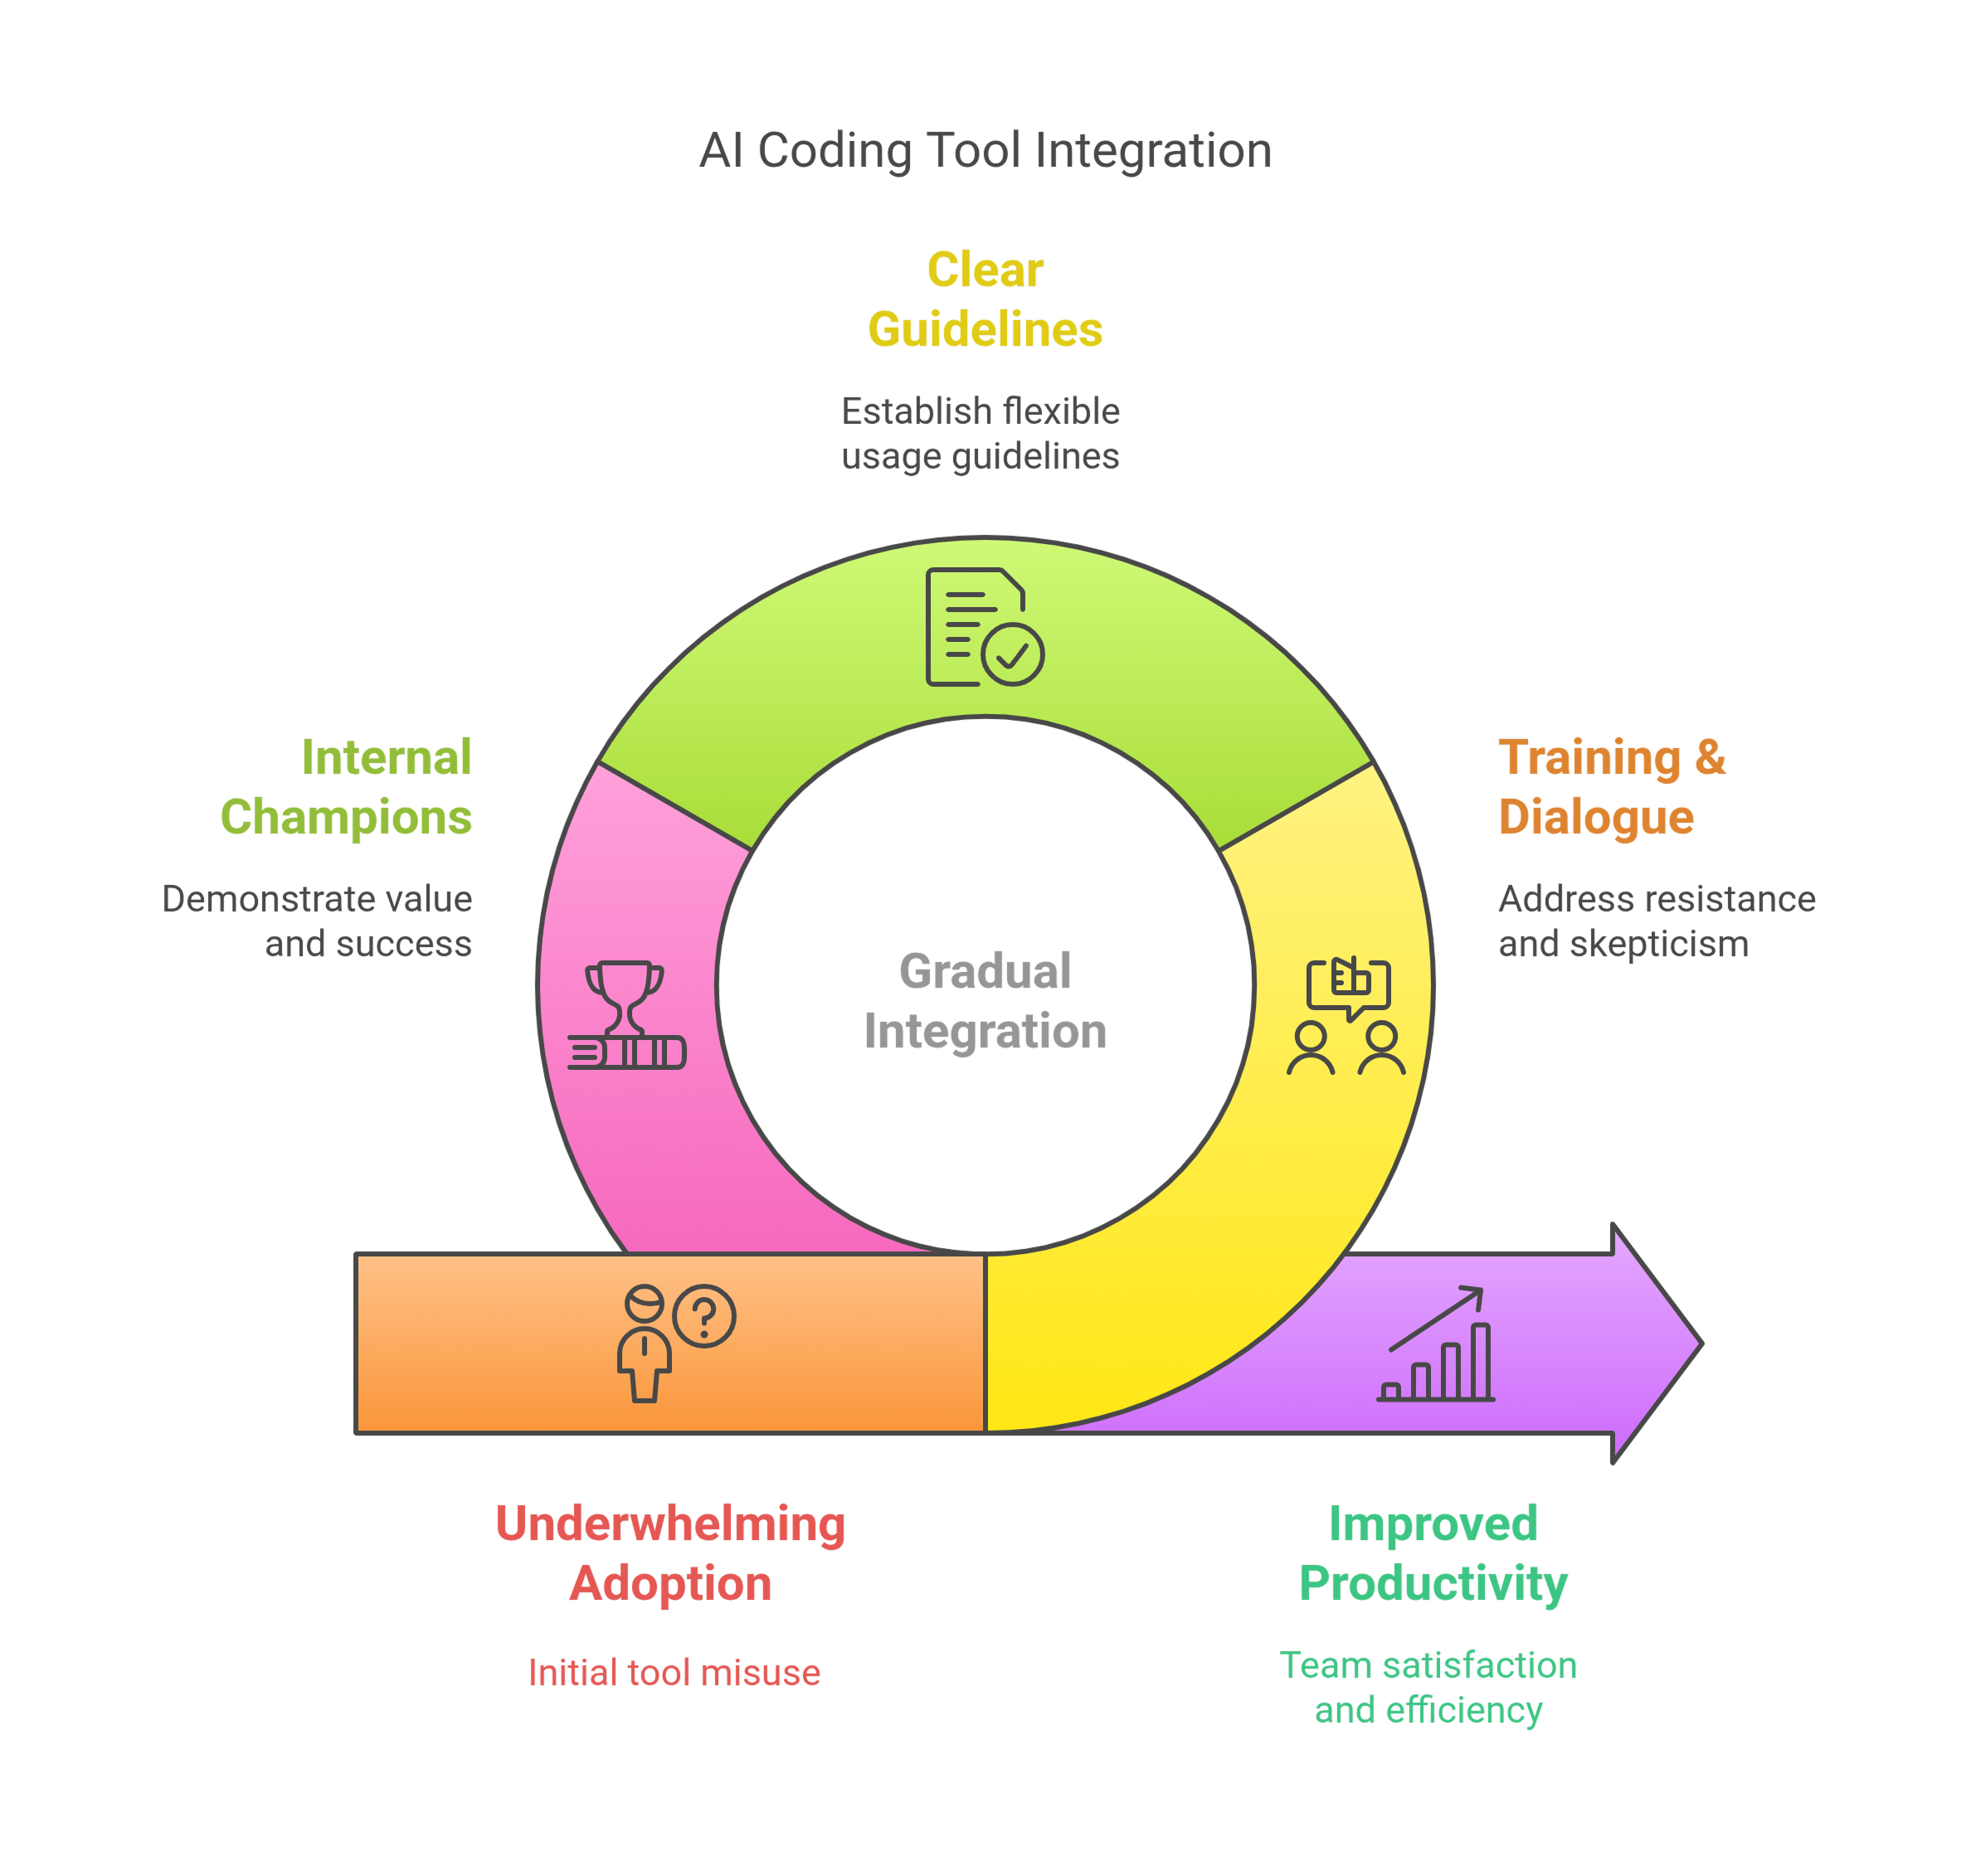 AI Coding Tool Integration
Clear
Guidelines
Establish flexible
usage guidelines
Internal
Champions
Demonstrate value
and success
Training &
Dialogue
Address resistance
and skepticism
Gradual
Integration
Underwhelming
Adoption
Initial tool misuse
Improved
Productivity
Team satisfaction
and efficiency